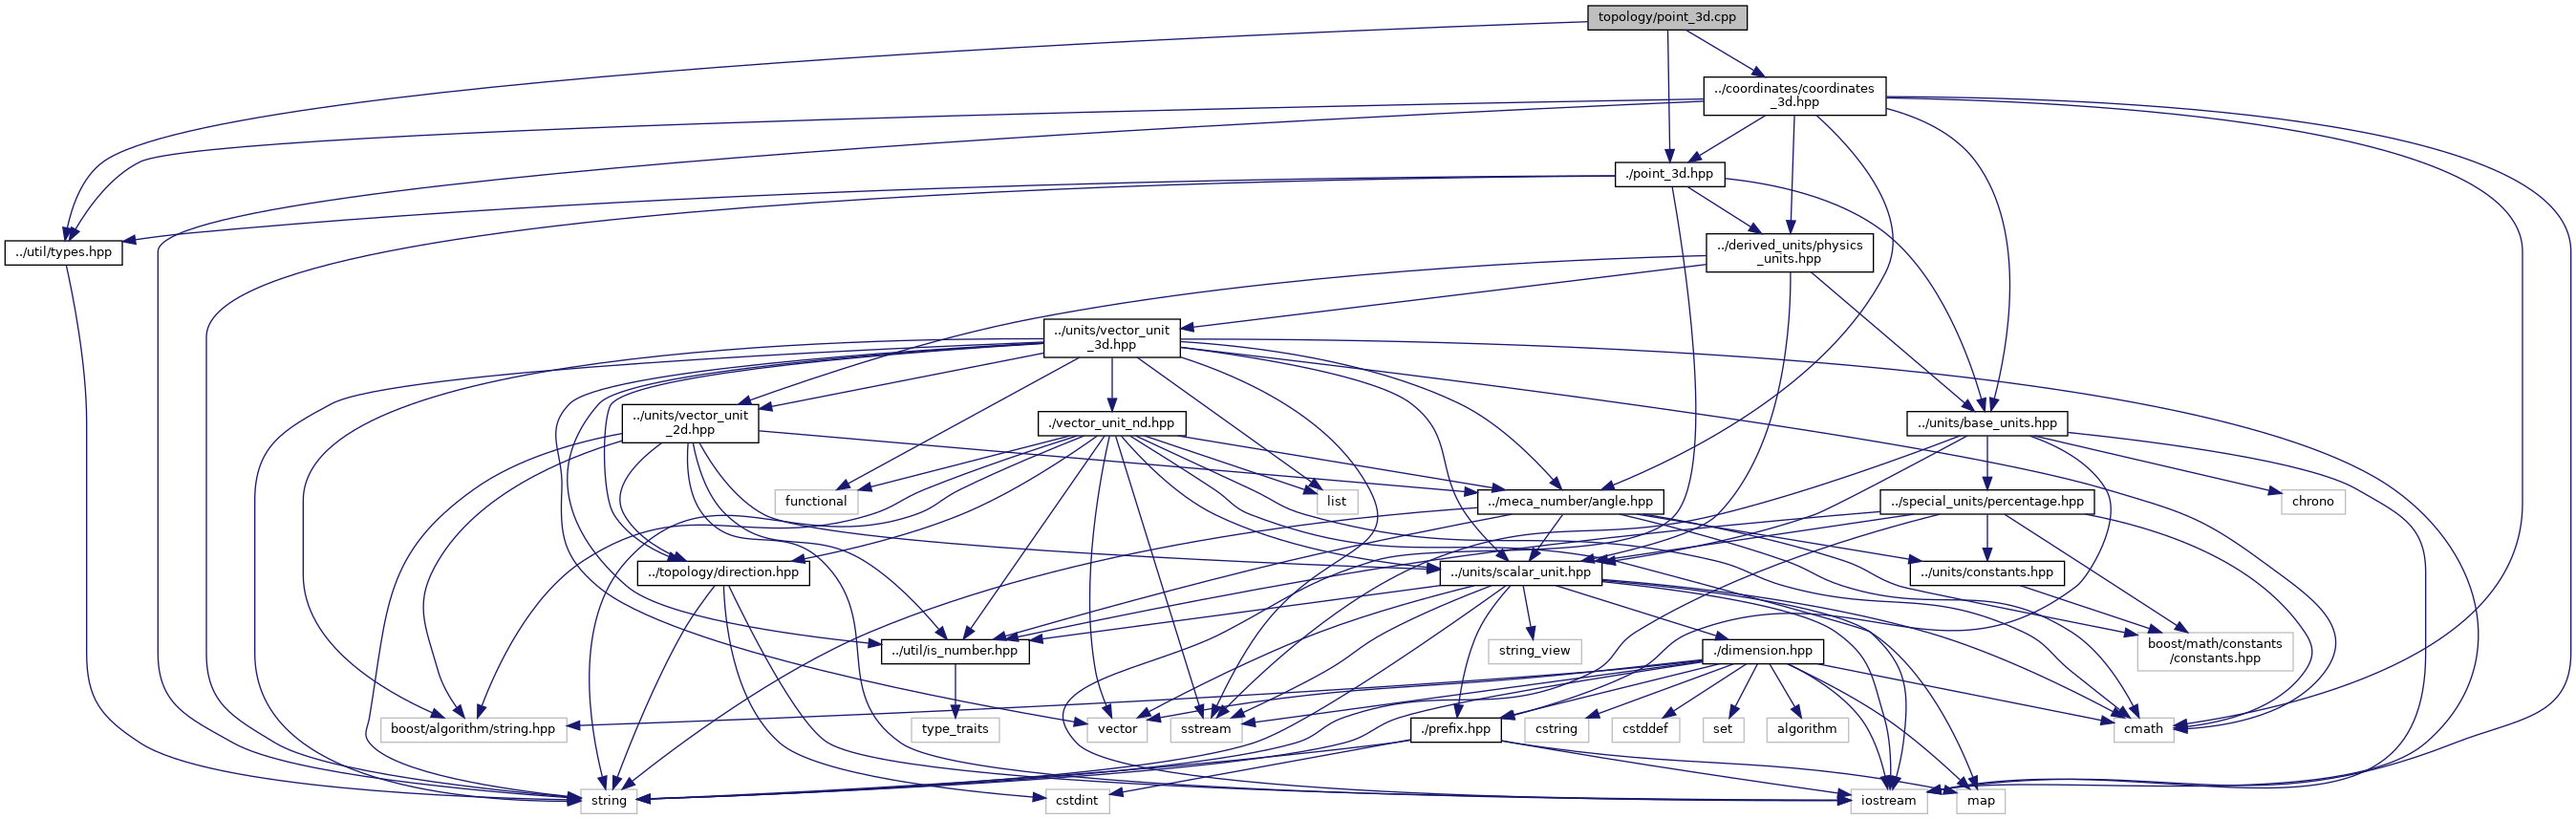 topology/point_3d.cpp
../coordinates/coordinates
_3d.hpp
./point_3d.hpp
../util/types.hpp
../derived_units/physics
_units.hpp
../units/vector_unit
_3d.hpp
../units/vector_unit
_2d.hpp
./vector_unit_nd.hpp
../units/base_units.hpp
functional
../meca_number/angle.hpp
list
../special_units/percentage.hpp
chrono
../topology/direction.hpp
../units/scalar_unit.hpp
../units/constants.hpp
../util/is_number.hpp
string_view
./dimension.hpp
boost/math/constants
/constants.hpp
boost/algorithm/string.hpp
type_traits
vector
sstream
./prefix.hpp
cstring
cstddef
set
algorithm
cmath
string
cstdint
iostream
map